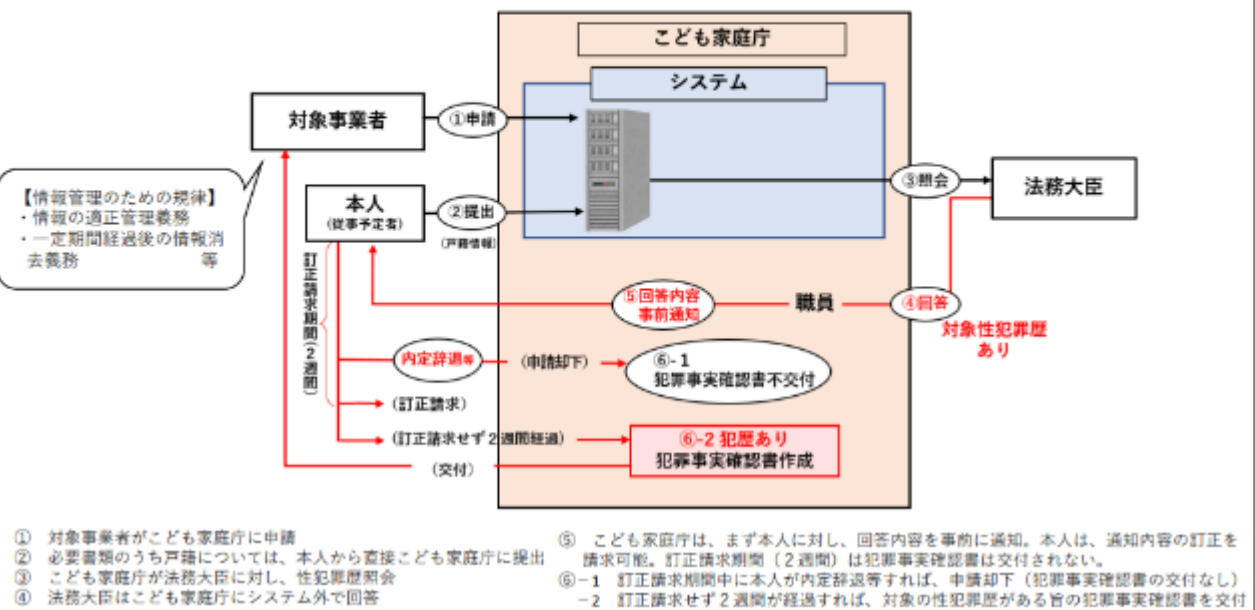 こども家庭庁
システム
対象事業者
①申請
③照会
法務大臣
【情報管理のための規律】
・情報の適正管理義務
・一定期間経過後の情報消
去義務 等
本人
(従事予定者)
②提出
(戸籍情報)
訂正請求期間(2週間)
⑤回答内容
事前通知
職員
④回答
対象性犯罪歴
あり
内定辞退等
(申請却下)
⑥-1
犯罪事実確認書不交付
(訂正請求)
(訂正請求せず2週間経過)
⑥-2 犯歴あり
犯罪事実確認書作成
(交付)
① 対象事業者がこども家庭庁に申請
② 必要書類のうち戸籍については、本人から直接こども家庭庁に提出
③ こども家庭庁が法務大臣に対し、性犯罪歴照会
④ 法務大臣はこども家庭庁にシステム外で回答
⑤ こども家庭庁は、まず本人に対し、回答内容を事前に通知。本人は、通知内容の訂正を
請求可能。訂正請求期間(2週間)は犯罪事実確認書は交付されない。
⑥-1 訂正請求期間中に本人が内定辞退等すれば、申請却下(犯罪事実確認書の交付なし)
-2 訂正請求せず2週間が経過すれば、対象の性犯罪歴がある旨の犯罪事実確認書を交付